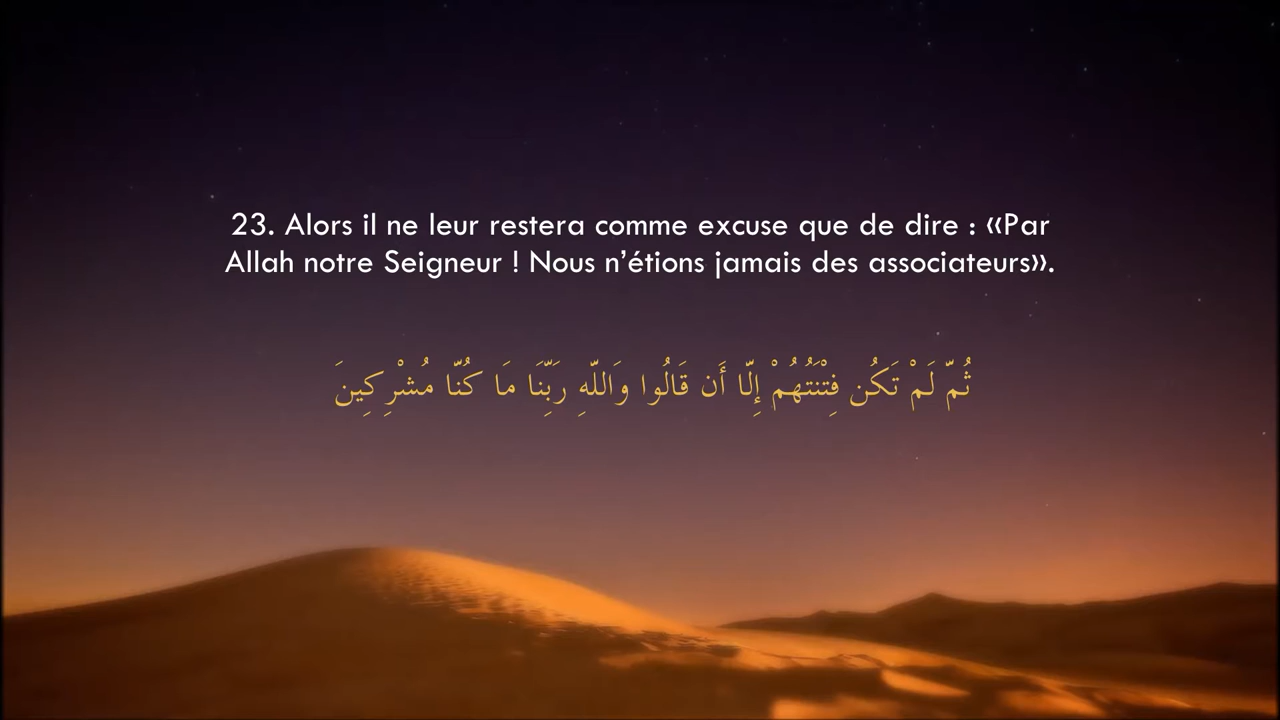 23. Alors il ne leur restera comme excuse que de dire : «Par
Allah notre Seigneur ! Nous n’étions jamais des associateurs».
ثُمَّ لَمْ تَكُن فِتْنَتُهُمْ إِلَّا أَن قَالُوا وَاللَّهِ رَبِّنَا مَا كُنَّا مُشْرِكِينَ